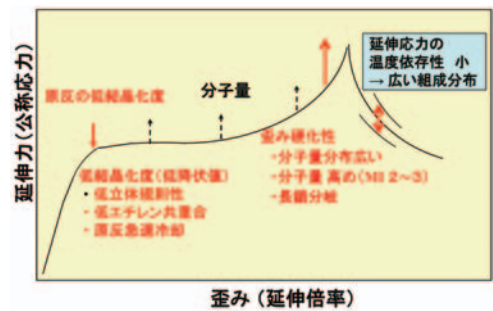 延伸応力の
温度依存性 小
→ 広い組成分布
原反の低結晶化度
分子量
歪み硬化性
- 分子量分布広い
- 分子量 高め(MI 2～3)
- 長鎖分岐
低結晶化度(低降伏値)
・低立体規則性
- 低エチレン共重合
- 原反急速冷却
延伸力(公称応力)
歪み (延伸倍率)